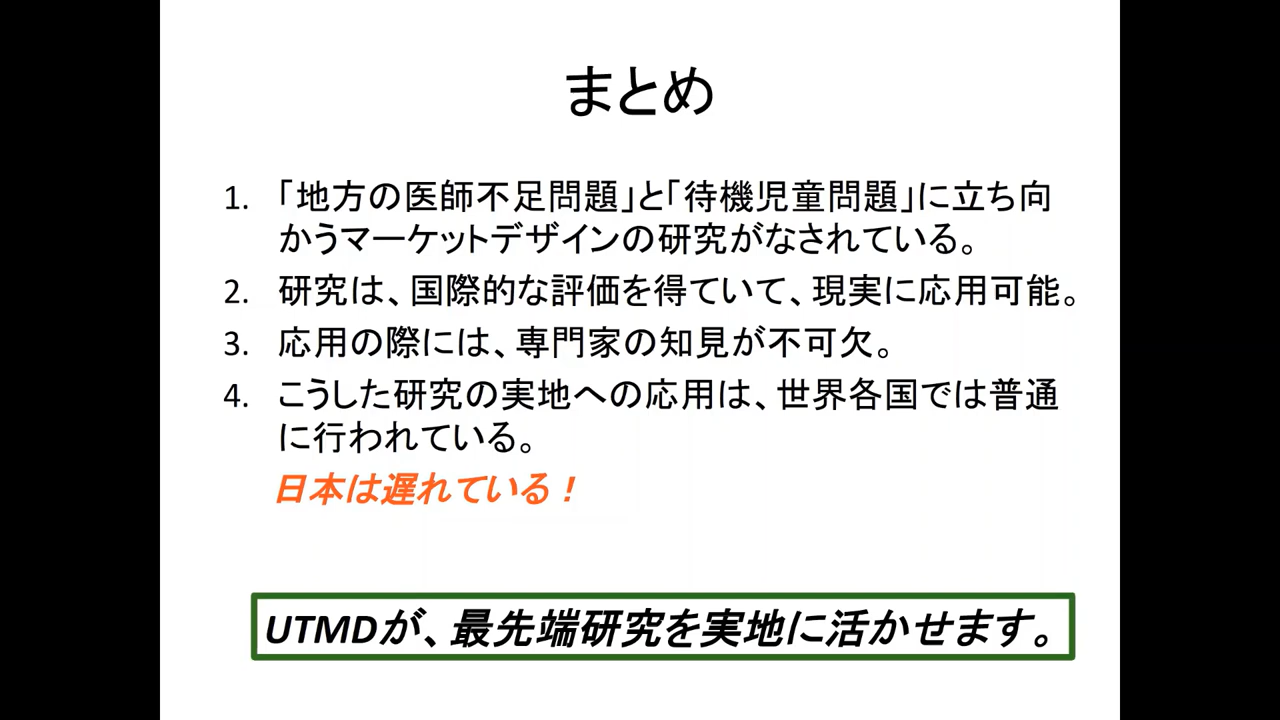 まとめ
1. 「地方の医師不足問題」と「待機児童問題」に立ち向
かうマーケットデザインの研究がなされている。
2. 研究は、国際的な評価を得ていて、現実に応用可能。
3. 応用の際には、専門家の知見が不可欠。
4. こうした研究の実地への応用は、世界各国では普通
に行われている。
日本は遅れている！
UTMDが、最先端研究を実地に活かせます。